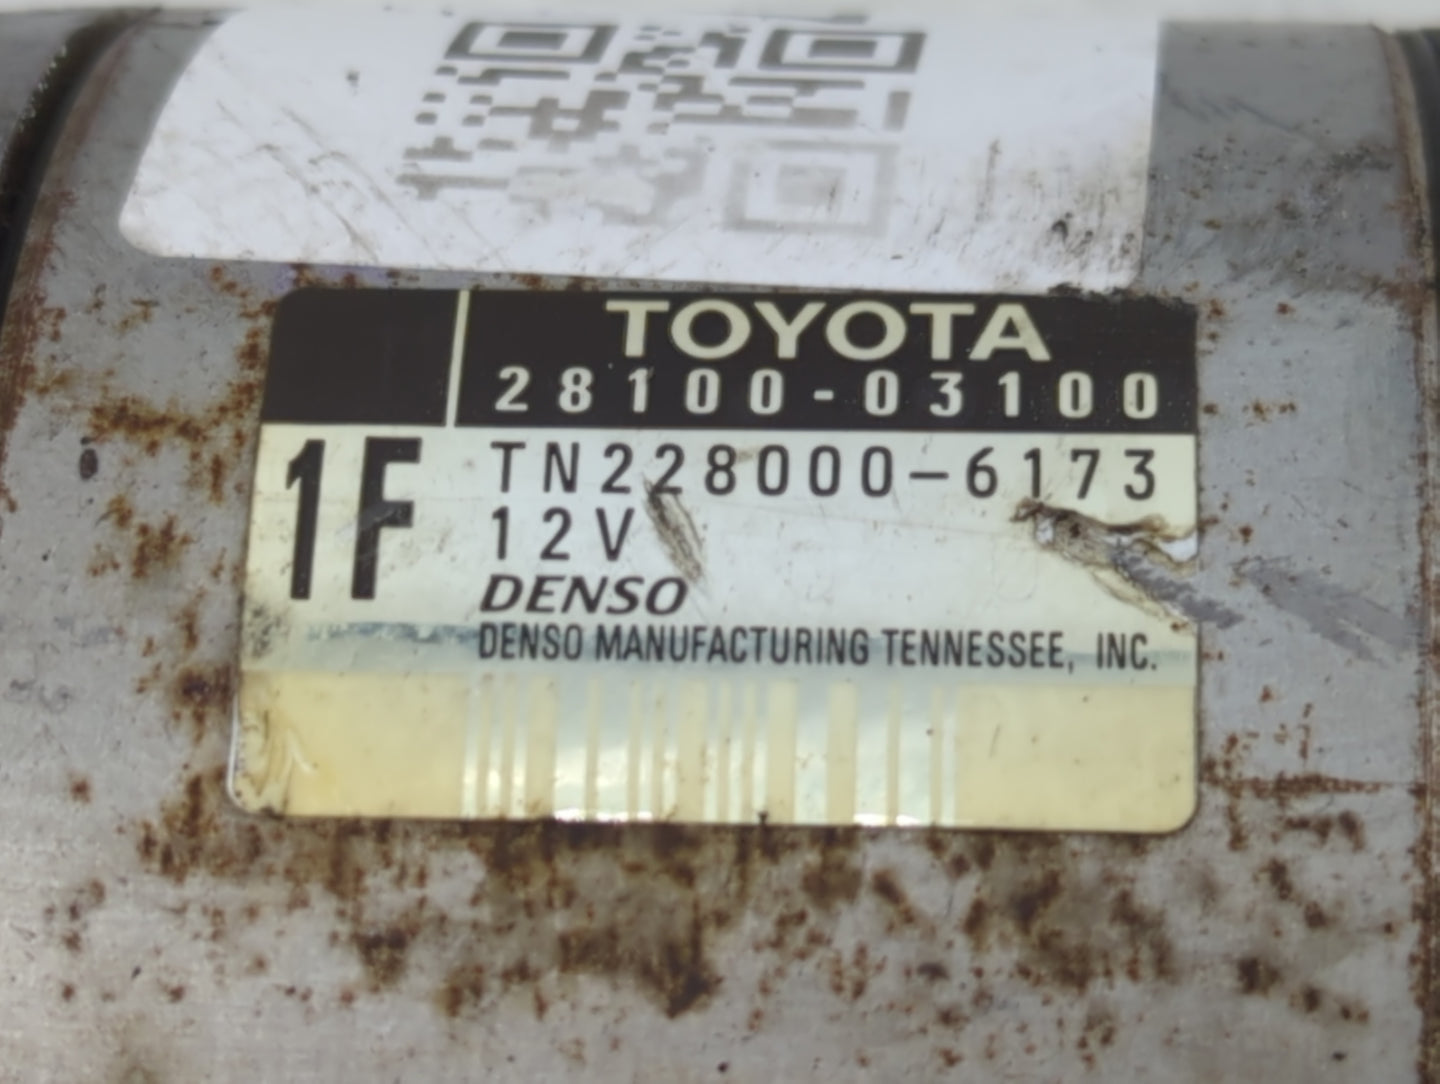 TOYOTA
28100-03100
1F
TN228000-6173
12V
DENSO
DENSO MANUFACTURING TENNESSEE, INC.